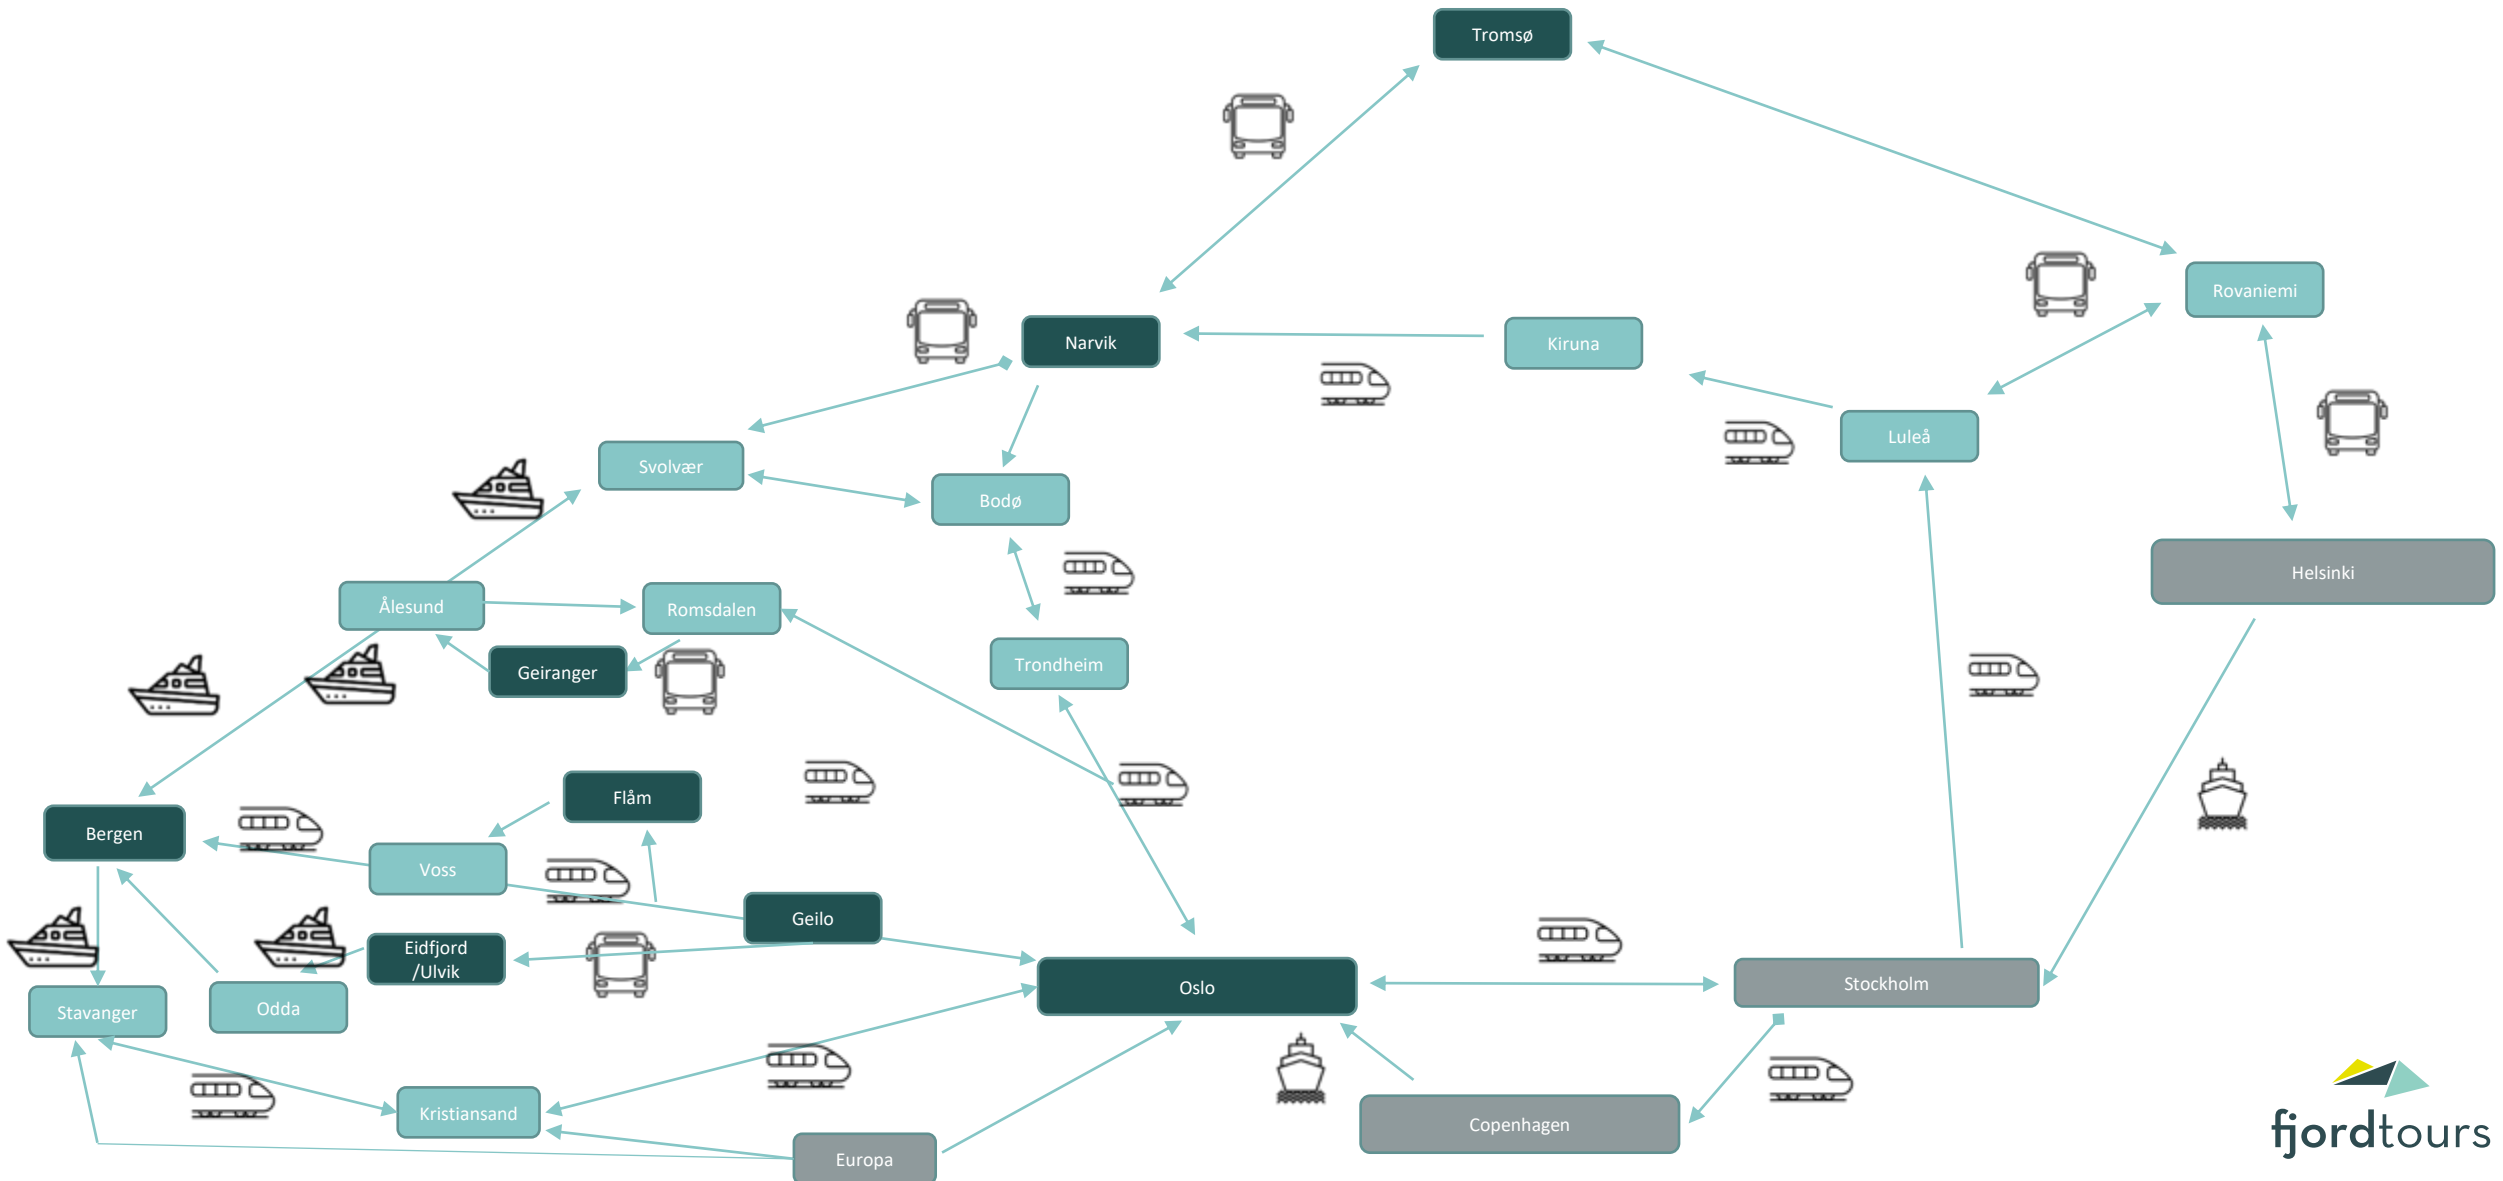 Tromsø
Rovaniemi
Narvik
Kiruna
Luleå
Svolvær
Bodø
Helsinki
Ålesund
Romsdalen
Trondheim
Geiranger
Flåm
Bergen
Voss
Geilo
Eidfjord
/Ulvik
Oslo
Stockholm
Stavanger
Odda
Kristiansand
Copenhagen
Europa
fjordtours